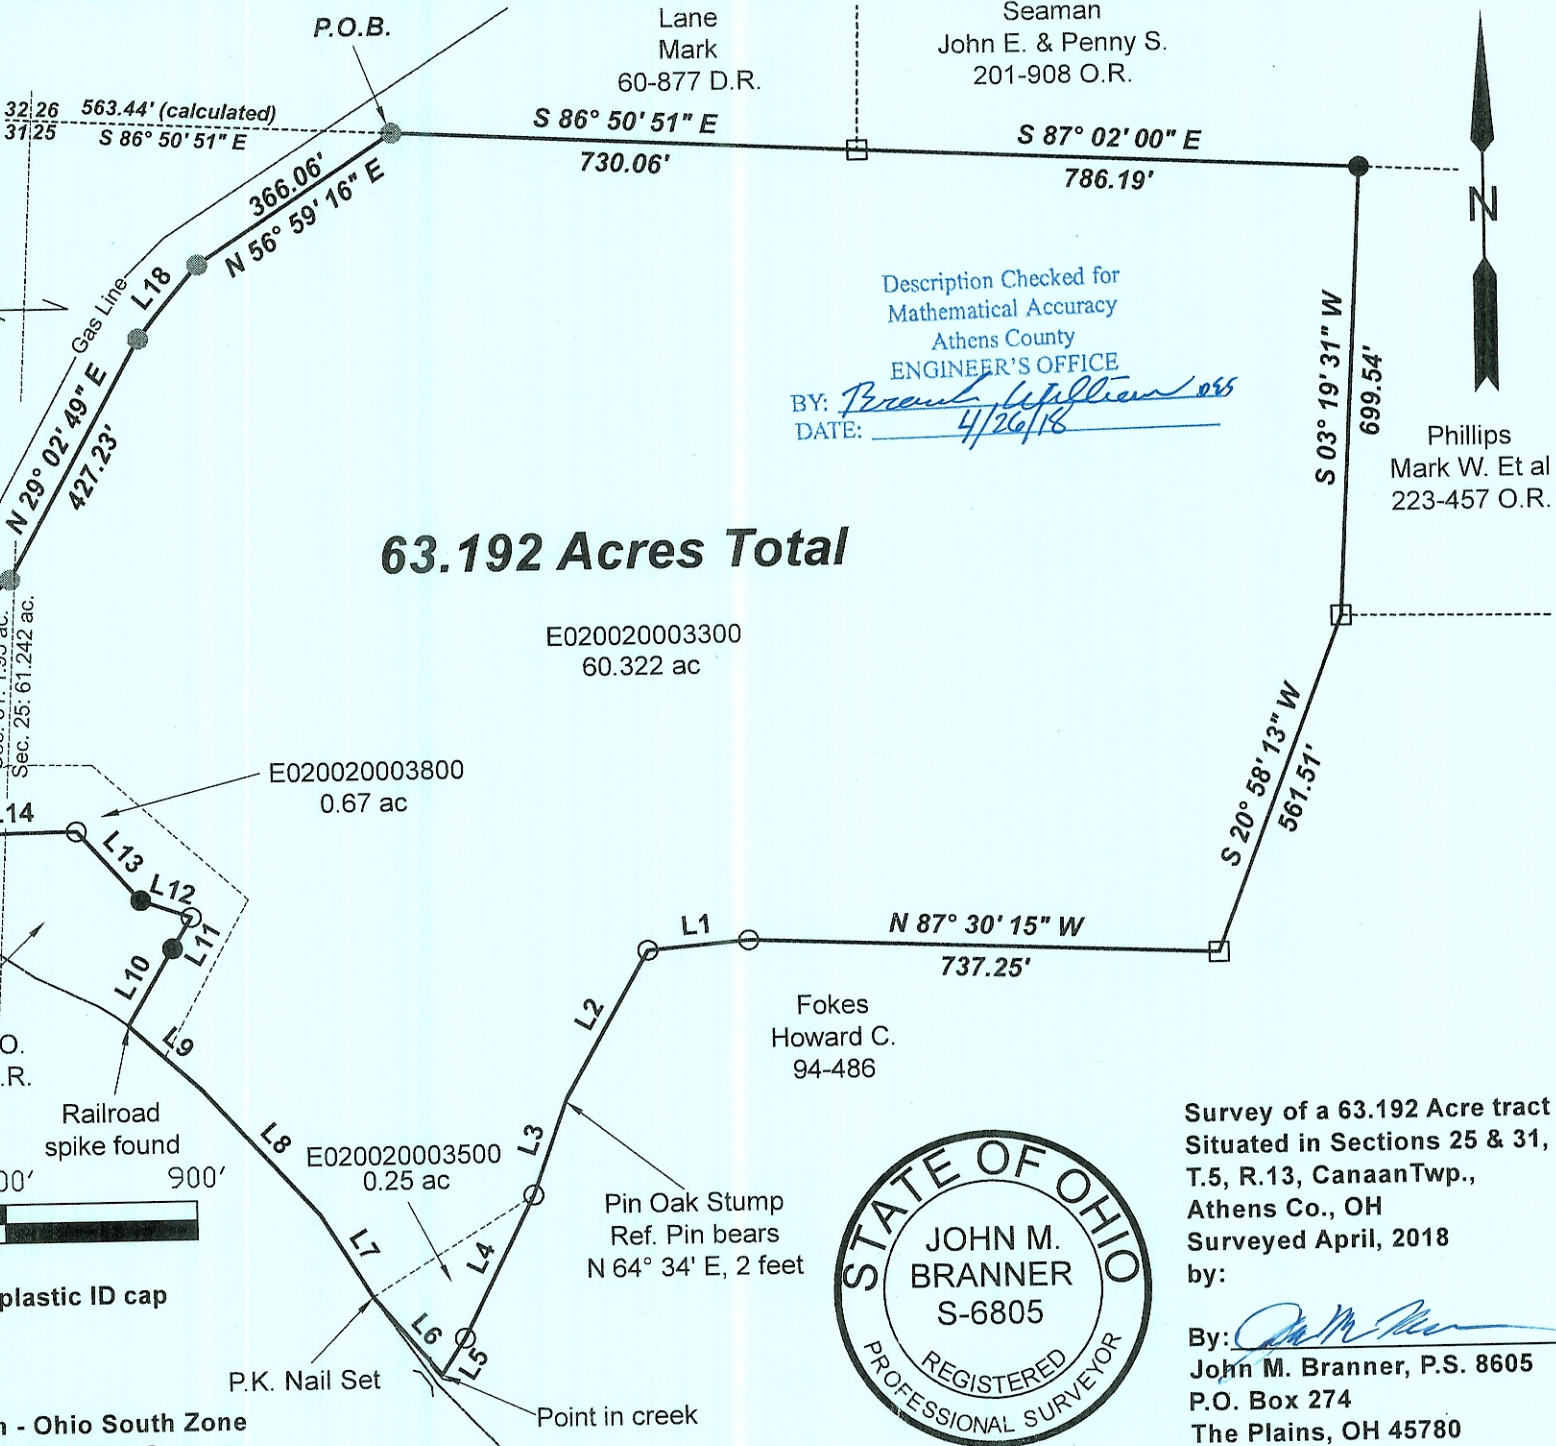 P.O.B.
Lane
Mark
60-877 D.R.
Seaman
John E. & Penny S.
201-908 O.R.
32 26
31 25
563.44' (calculated)
S 86° 50' 51" E
S 86° 50' 51" E
730.06'
S 87° 02' 00" E
786.19'
N
366.06'
N 56° 59' 16" E
L18
Gas Line
N 29° 02' 49" E
427.23'
Description Checked for
Mathematical Accuracy
Athens County
ENGINEER'S OFFICE
BY:
DATE: 4/26/18
S 03° 19' 31" W
699.54'
Phillips
Mark W. Et al
223-457 O.R.
63.192 Acres Total
E020020003300
60.322 ac
Sec. 25: 61.242 ac.
E020020003800
0.67 ac
S 20° 58' 13" W
561.51'
L14
L13
L12
L11
L10
L9
L1
N 87° 30' 15" W
737.25'
L2
Fokes
Howard C.
94-486
O.
.R.
Railroad
spike found
00'
900'
L8
L3
E020020003500
0.25 ac
L7
L4
Pin Oak Stump
Ref. Pin bears
N 64° 34' E, 2 feet
plastic ID cap
L6
L5
P.K. Nail Set
Point in creek
- Ohio South Zone
STATE OF OHIO
JOHN M.
BRANNER
S-6805
REGISTERED
PROFESSIONAL SURVEYOR
Survey of a 63.192 Acre tract
Situated in Sections 25 & 31,
T.5, R.13, CanaanTwp.,
Athens Co., OH
Surveyed April, 2018
by:
By:
John M. Branner, P.S. 8605
P.O. Box 274
The Plains, OH 45780